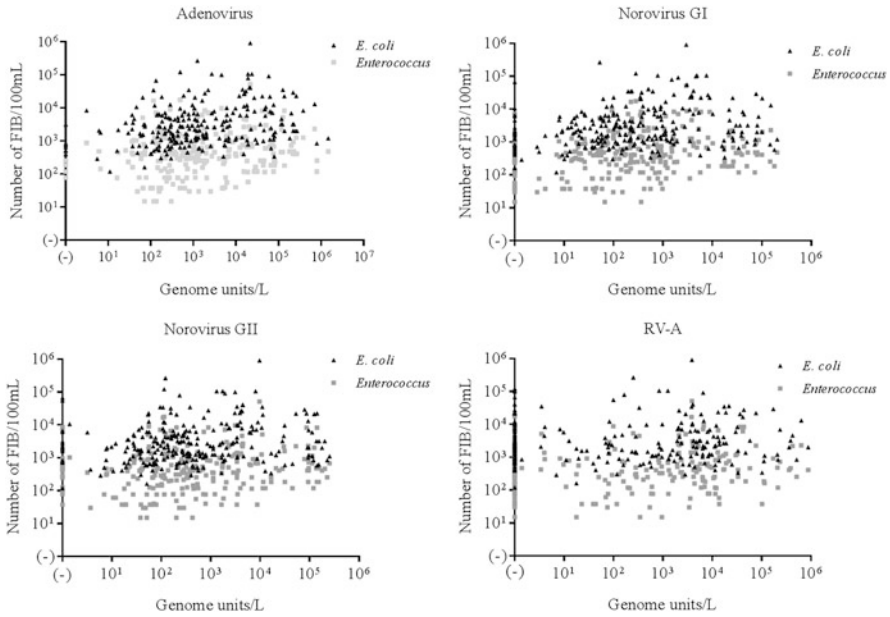 Adenovirus
Number of FIB/100mL
10⁶
10⁵
10⁴
10³
10²
10¹
(-)
(-) 10¹ 10² 10³ 10⁴ 10⁵ 10⁶ 10⁷
Genome units/L
E. coli
Enterococcus
Norovirus GI
Number of FIB/100mL
10⁶
10⁵
10⁴
10³
10²
10¹
(-)
(-) 10¹ 10² 10³ 10⁴ 10⁵ 10⁶
Genome units/L
E. coli
Enterococcus
Norovirus GII
Number of FIB/100mL
10⁶
10⁵
10⁴
10³
10²
10¹
(-)
(-) 10¹ 10² 10³ 10⁴ 10⁵ 10⁶
Genome units/L
E. coli
Enterococcus
RV-A
Number of FIB/100mL
10⁶
10⁵
10⁴
10³
10²
10¹
(-)
(-) 10¹ 10² 10³ 10⁴ 10⁵ 10⁶
Genome units/L
E. coli
Enterococcus